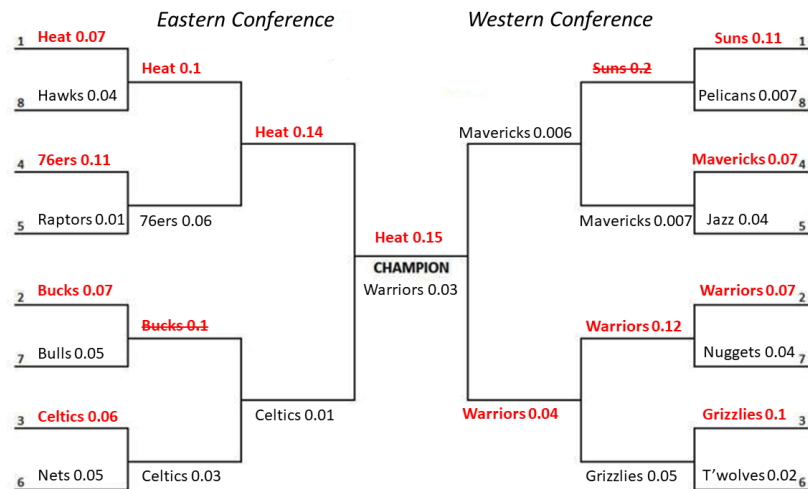 Eastern Conference
Western Conference
1 Heat 0.07
8 Hawks 0.04
4 76ers 0.11
5 Raptors 0.01
2 Bucks 0.07
7 Bulls 0.05
3 Celtics 0.06
6 Nets 0.05
Heat 0.1
76ers 0.06
Bucks 0.1
Celtics 0.03
Heat 0.14
Celtics 0.01
Heat 0.15
CHAMPION
Warriors 0.03
Mavericks 0.006
Warriors 0.04
Suns 0.2
Mavericks 0.007
Warriors 0.12
Grizzlies 0.05
Suns 0.11 1
Pelicans 0.007 8
Mavericks 0.07 4
Jazz 0.04 5
Warriors 0.07 2
Nuggets 0.04 7
Grizzlies 0.1 3
T'wolves 0.02 6